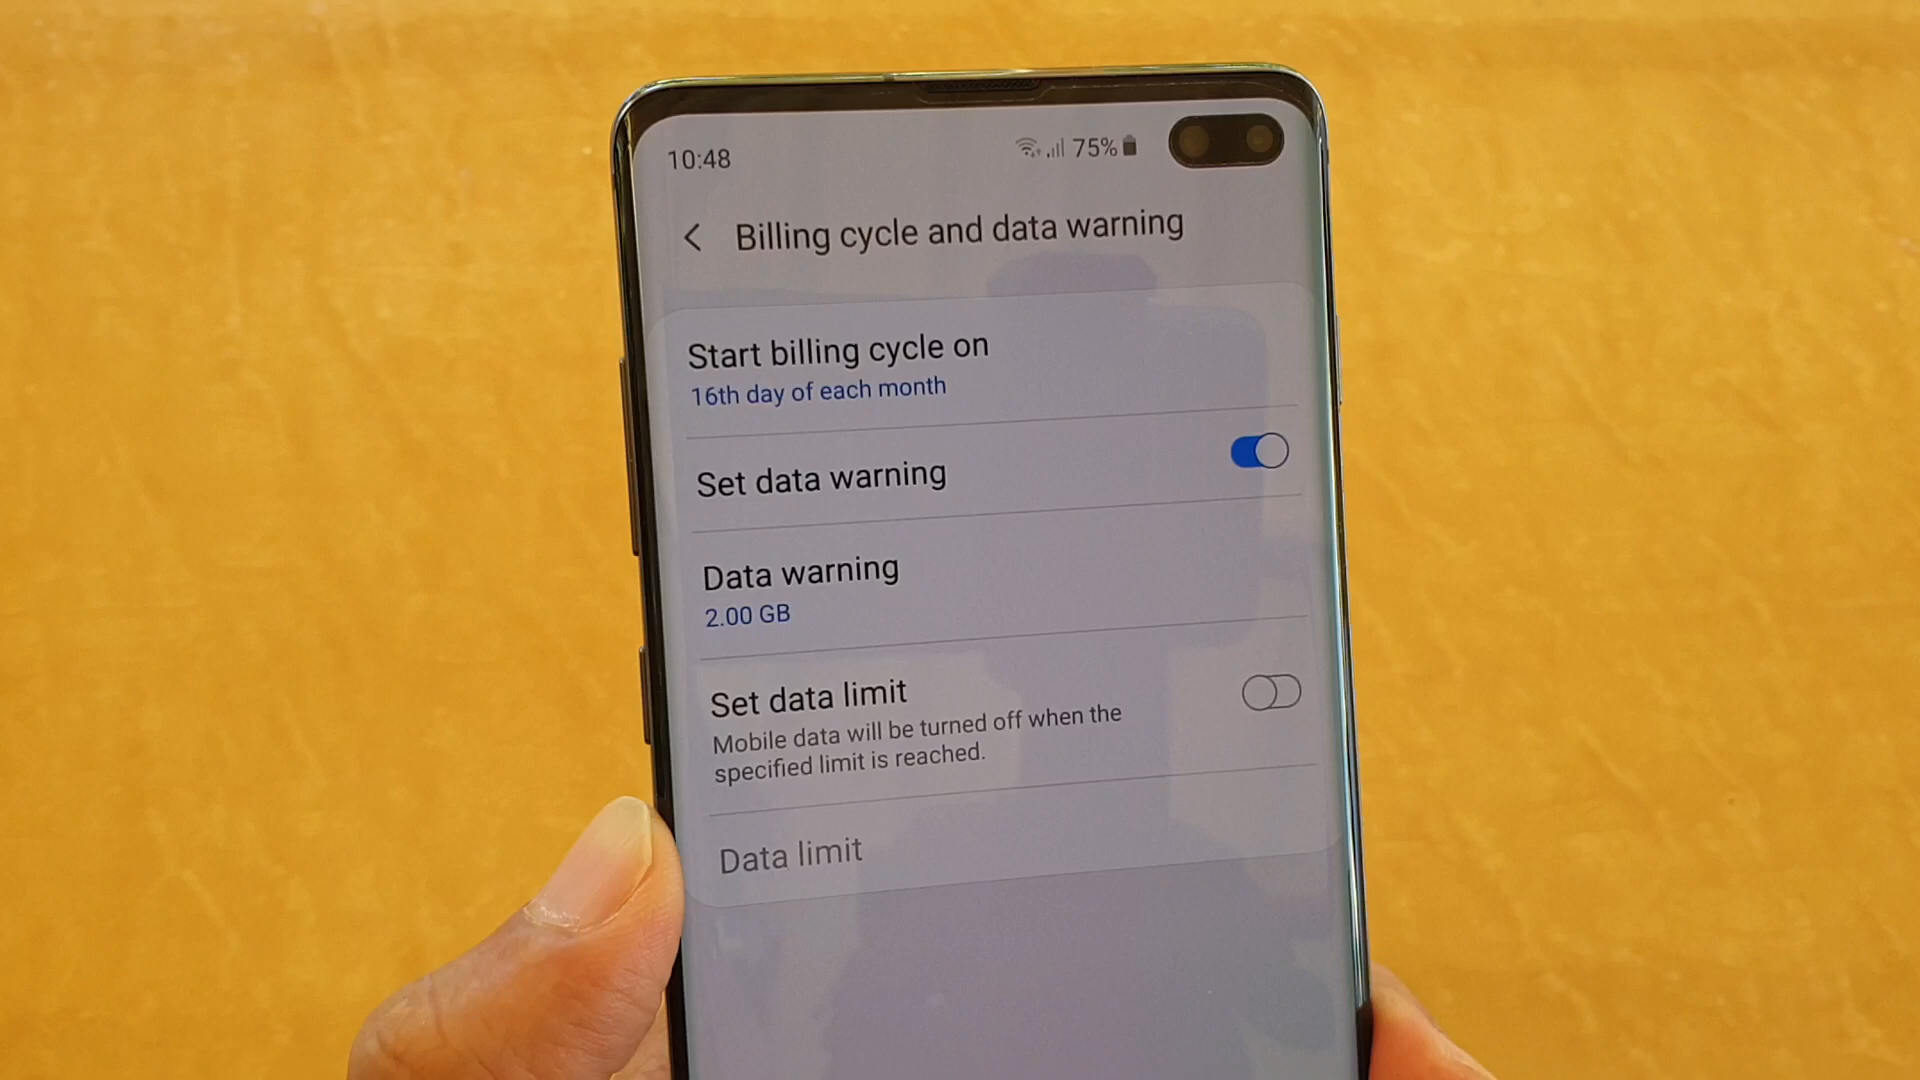 10:48 75%
Billing cycle and data warning
Start billing cycle on
16th day of each month
Set data warning
Data warning
2.00 GB
Set data limit
Mobile data will be turned off when the
specified limit is reached.
Data limit